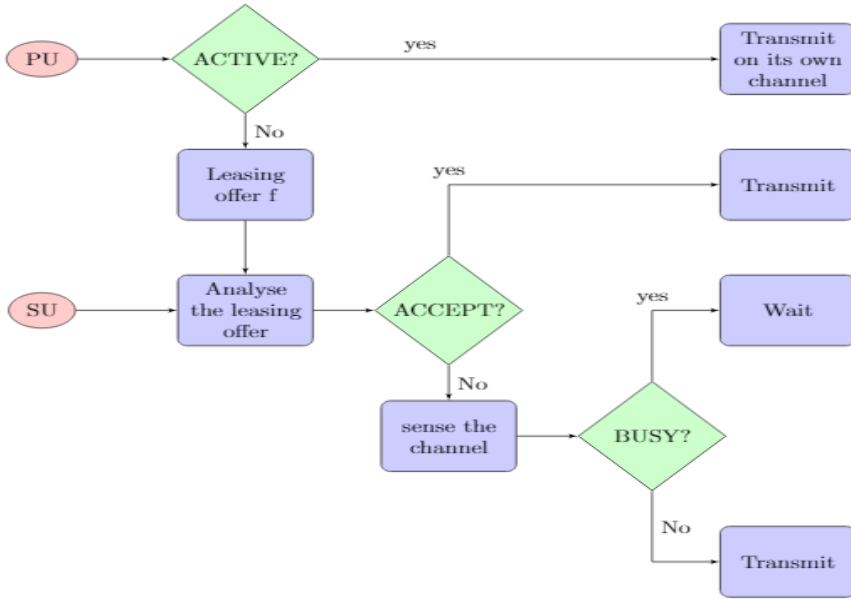 PU
ACTIVE?
yes
Transmit
on its own
channel
No
Leasing
offer f
yes
Transmit
SU
Analyse
the leasing
offer
ACCEPT?
yes
Wait
No
sense the
channel
BUSY?
No
Transmit